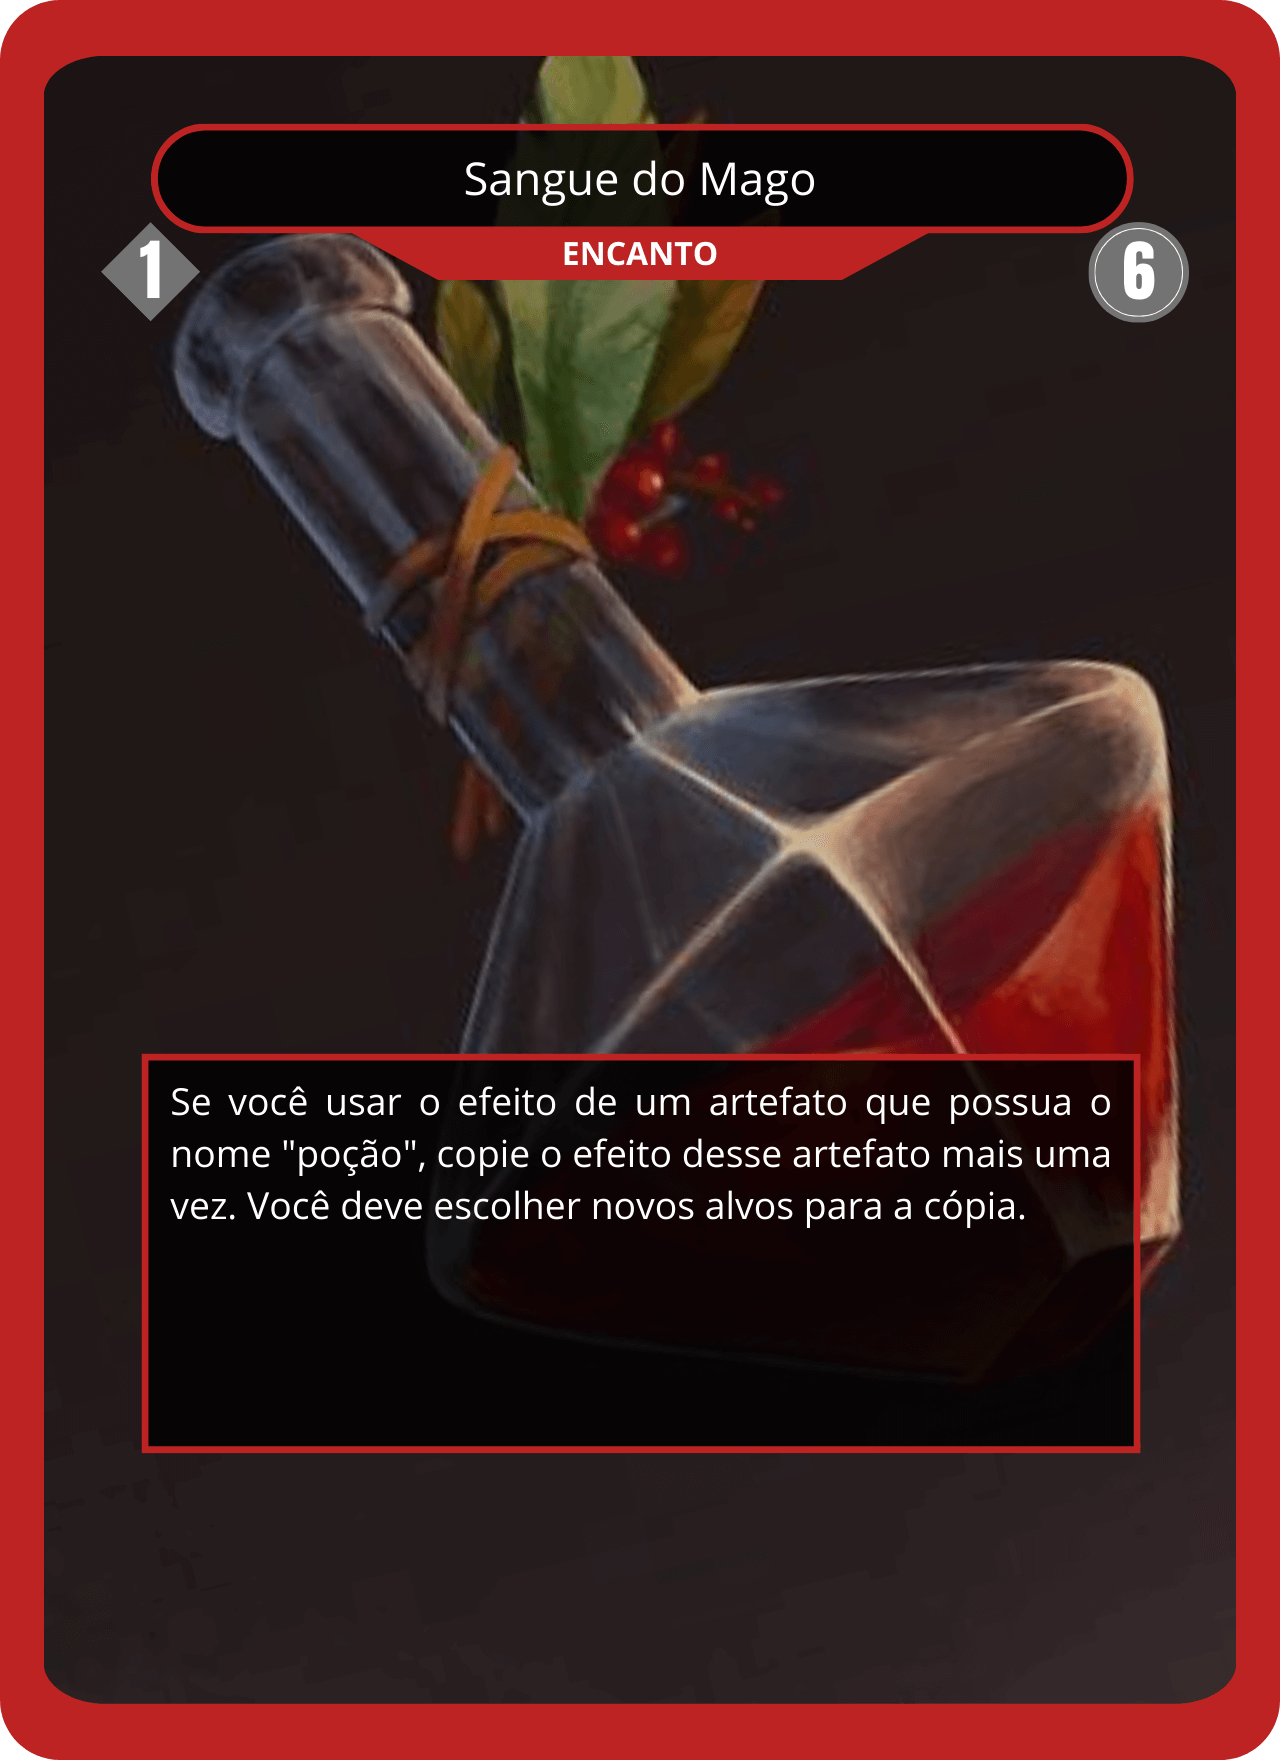 Sangue do Mago
ENCANTO
1
6
Se você usar o efeito de um artefato que possua o
nome "poção", copie o efeito desse artefato mais uma
vez. Você deve escolher novos alvos para a cópia.